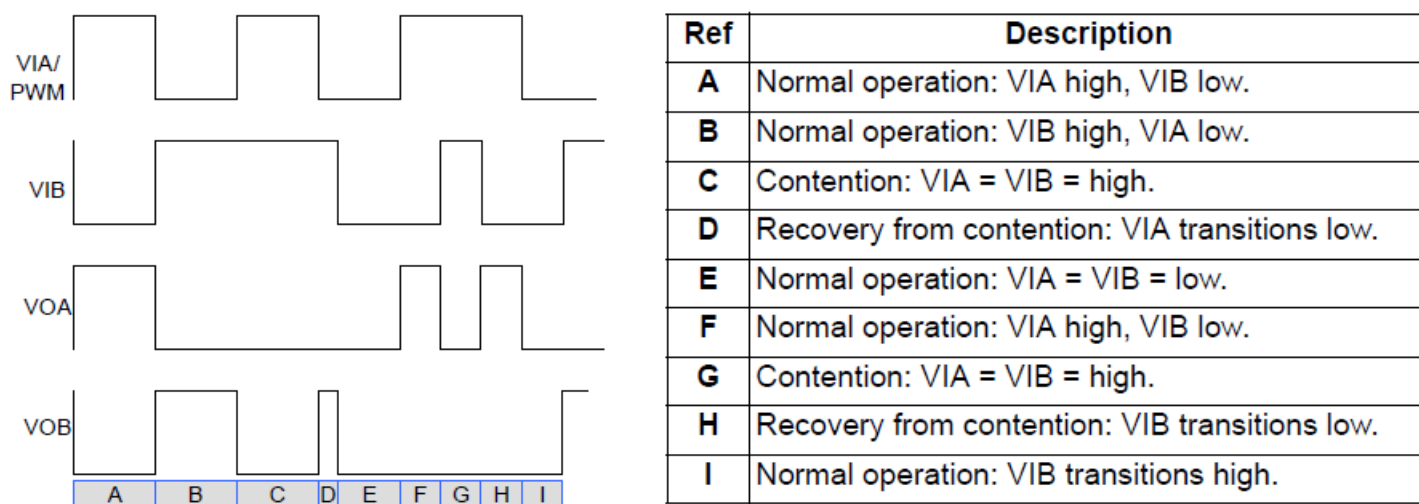 VIA/
PWM
VIB
VOA
VOB
A B C D E F G H I
Ref Description
A Normal operation: VIA high, VIB low.
B Normal operation: VIB high, VIA low.
C Contention: VIA = VIB = high.
D Recovery from contention: VIA transitions low.
E Normal operation: VIA = VIB = low.
F Normal operation: VIA high, VIB low.
G Contention: VIA = VIB = high.
H Recovery from contention: VIB transitions low.
I Normal operation: VIB transitions high.